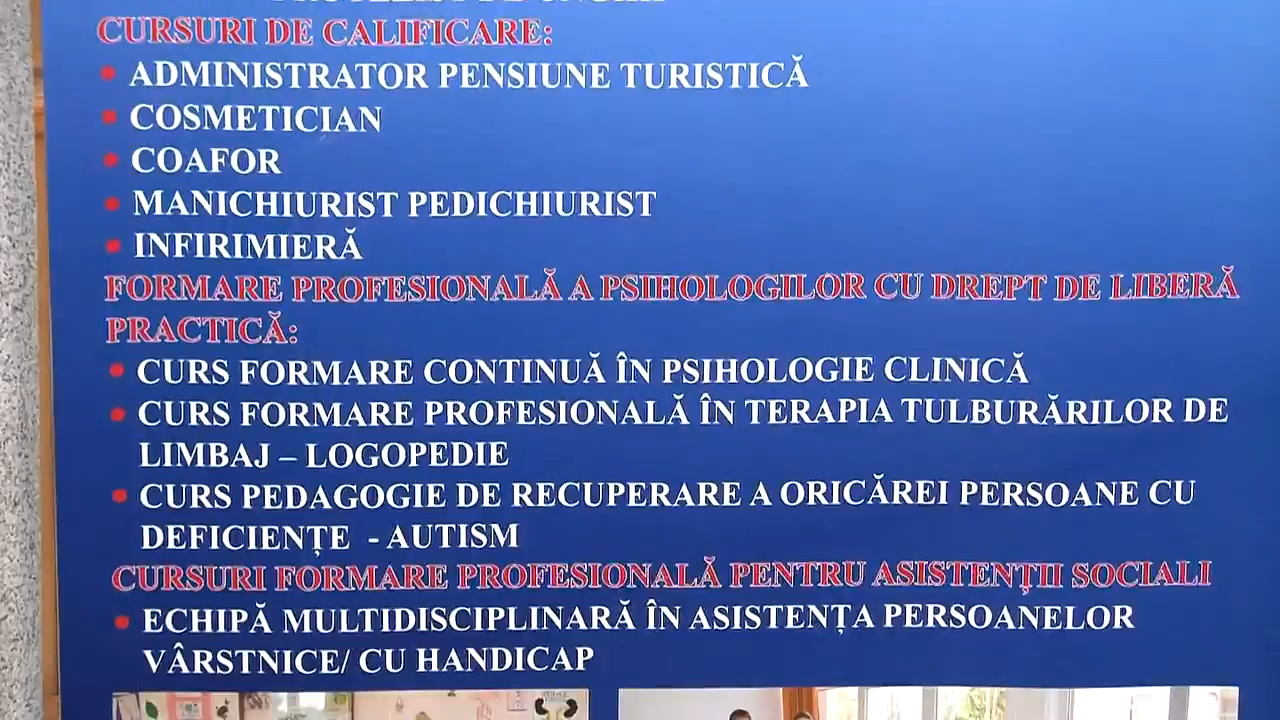 CURSURI DE CALIFICARE:
ADMINISTRATOR PENSIUNE TURISTICĂ
COSMETICIAN
COAFOR
MANICHIURIST PEDICHIURIST
INFIRIMIERĂ
FORMARE PROFESIONALĂ A PSIHOLOGILOR CU DREPT DE LIBERĂ
PRACTICĂ:
CURS FORMARE CONTINUĂ ÎN PSIHOLOGIE CLINICĂ
CURS FORMARE PROFESIONALĂ ÎN TERAPIA TULBURĂRILOR DE
LIMBAJ – LOGOPEDIE
CURS PEDAGOGIE DE RECUPERARE A ORICĂREI PERSOANE CU
DEFICIENȚE - AUTISM
CURSURI FORMARE PROFESIONALĂ PENTRU ASISTENȚII SOCIALI
ECHIPĂ MULTIDISCIPLINARĂ ÎN ASISTENȚA PERSOANELOR
VÂRSTNICE/ CU HANDICAP